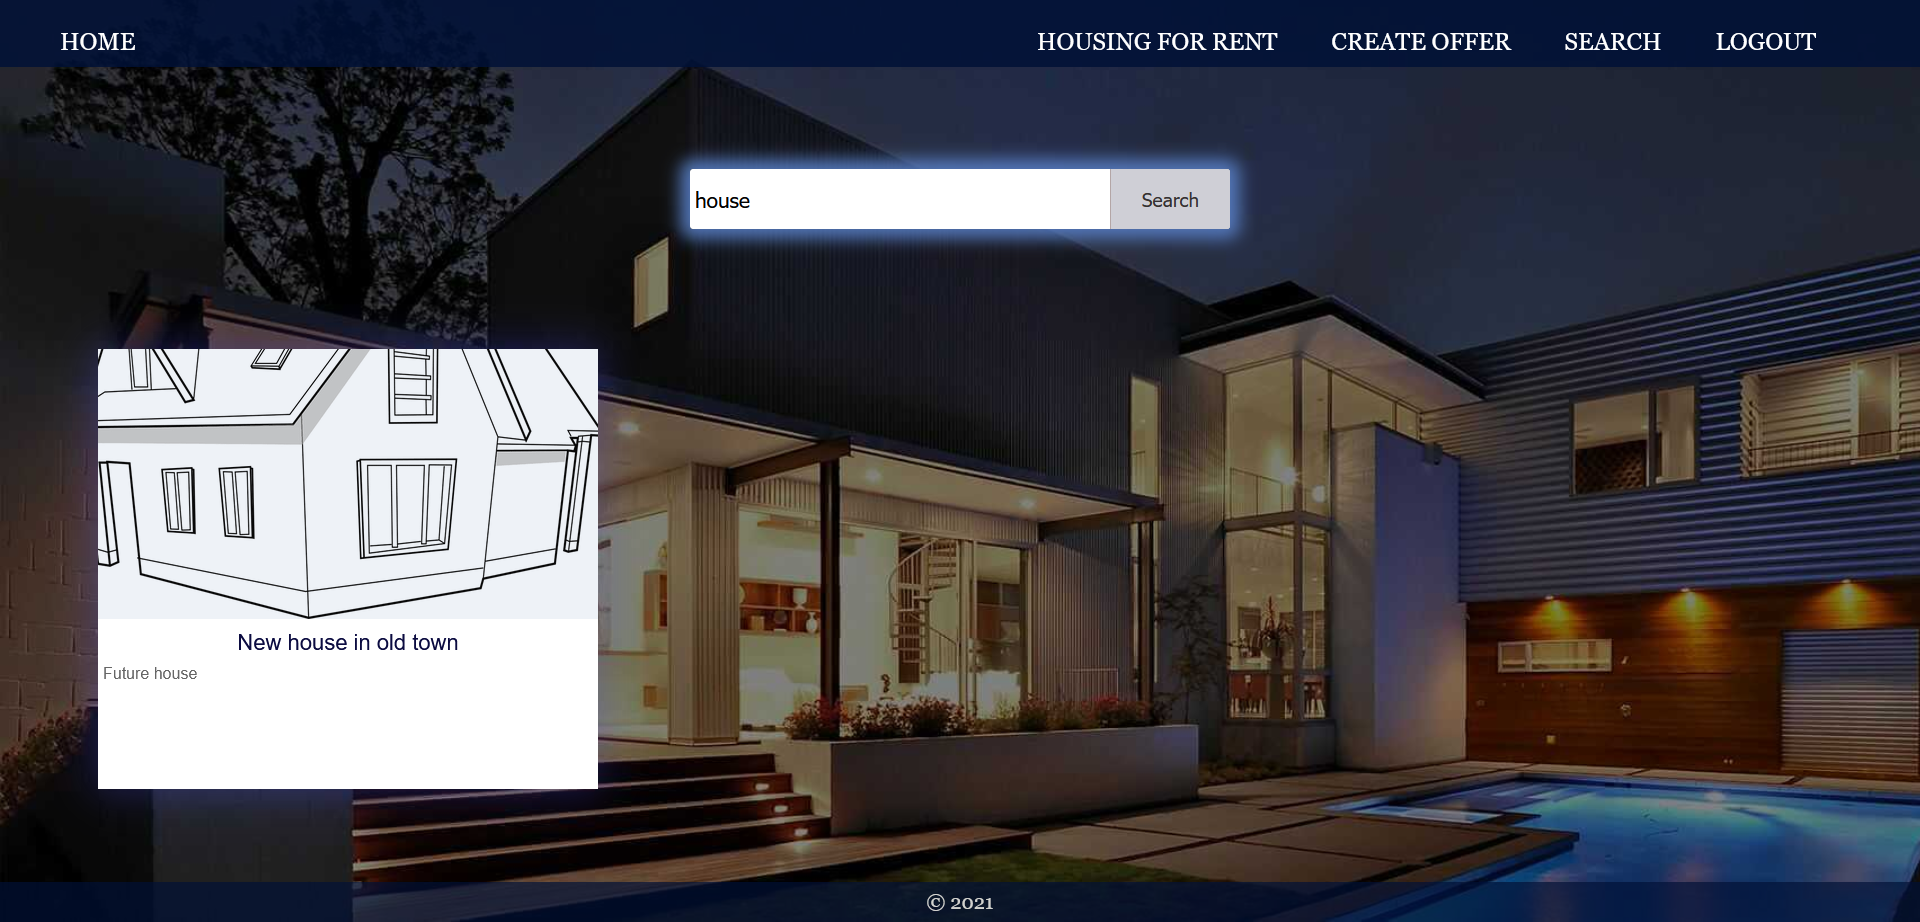 HOME HOUSING FOR RENT CREATE OFFER SEARCH LOGOUT
house Search
New house in old town
Future house
© 2021